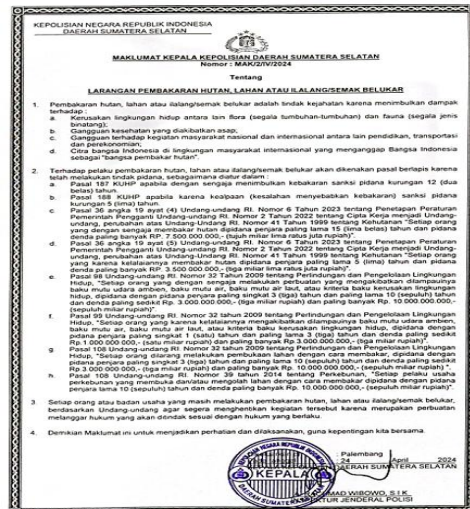 KEPOLISIAN NEGARA REPUBLIK INDONESIA
DAERAH SUMATERA SELATAN
MAKLUMAT KEPALA KEPOLISIAN DAERAH SUMATERA SELATAN
Nomor : MAK/2/IV/2024
Tentang
LARANGAN PEMBAKARAN HUTAN, LAHAN ATAU ILALANG/SEMAK BELUKAR
1. Pembakaran hutan, lahan atau ilalang/semak belukar adalah tindak kejahatan karena menimbulkan dampak
terhadap :
a. Kerusakan lingkungan hidup antara lain flora (segala tumbuhan-tumbuhan) dan fauna (segala jenis
binatang);
b. Gangguan kesehatan yang diakibatkan asap;
c. Gangguan terhadap kegiatan masyarakat nasional dan internasional antara lain pendidikan, transportasi
dan perekonomian;
d. Citra bangsa Indonesia di lingkungan masyarakat internasional yang menganggap Bangsa Indonesia
sebagai "bangsa pembakar hutan".
2. Terhadap pelaku pembakaran hutan, lahan atau ilalang/semak belukar akan dikenakan pasal berlapis karena
telah melakukan tindak pidana, sebagaimana diatur dalam :
a. Pasal 187 KUHP apabila dengan sengaja menimbulkan kebakaran sanksi pidana kurungan 12 (dua
belas) tahun.
b. Pasal 188 KUHP apabila karena kealpaan (kesalahan menyebabkan kebakaran) sanksi pidana
kurungan 5 (lima) tahun.
c. Pasal 36 angka 19 ayat (4) Undang-undang RI. Nomor 6 Tahun 2023 tentang Penetapan Peraturan
Pemerintah Pengganti Undang-undang RI. Nomor 2 Tahun 2022 tentang Cipta Kerja Menjadi Undang-
undang, perubahan atas Undang-Undang RI. Nomor 41 Tahun 1999 tentang Kehutanan "Setiap orang
yang dengan sengaja membakar hutan dipidana penjara paling lama 15 (lima belas) tahun dan pidana
denda paling banyak RP. 7.500.000.000,- (tujuh miliar lima ratus juta rupiah)".
d. Pasal 36 angka 19 ayat (5) Undang-undang RI. Nomor 6 Tahun 2023 tentang Penetapan Peraturan
Pemerintah Pengganti Undang-undang RI. Nomor 2 Tahun 2022 tentang Cipta Kerja Menjadi Undang-
undang, perubahan atas Undang-Undang RI. Nomor 41 Tahun 1999 tentang Kehutanan "Setiap orang
yang karena kelalaiannya membakar hutan dipidana penjara paling lama 5 (lima) tahun dan pidana
denda paling banyak RP. 3.500.000.000,- (tiga miliar lima ratus juta rupiah)".
e. Pasal 98 Undang-undang RI. Nomor 32 Tahun 2009 tentang Perlindungan dan Pengelolaan Lingkungan
Hidup, "Setiap orang yang dengan sengaja melakukan perbuatan yang mengakibatkan dilampauinya
baku mutu udara ambien, baku mutu air, baku mutu air laut, atau kriteria baku kerusakan lingkungan
hidup, dipidana dengan pidana penjara paling singkat 3 (tiga) tahun dan paling lama 10 (sepuluh) tahun
dan denda paling sedikit Rp. 3.000.000.000,- (tiga miliar rupiah) dan paling banyak Rp. 10.000.000.000,-
(sepuluh miliar rupiah)".
f. Pasal 99 Undang-undang RI. Nomor 32 tahun 2009 tentang Perlindungan dan Pengelolaan Lingkungan
Hidup, "Setiap orang yang karena kelalaiannya mengakibatkan dilampauinya baku mutu udara ambien,
baku mutu air, baku mutu air laut, atau kriteria baku kerusakan lingkungan hidup, dipidana dengan
pidana penjara paling singkat 1 (satu) tahun dan paling lama 3 (tiga) tahun dan denda paling sedikit
Rp.1.000.000.000,- (satu miliar rupiah) dan paling banyak Rp.3.000.000.000,- (tiga miliar rupiah)".
Pasal 108 Undang-undang RI. Nomor 32 tahun 2009 tentang Perlindungan dan Pengelolaan Lingkungan
Hidup, "Setiap orang dilarang melakukan pembukaan lahan dengan cara membakar, dipidana dengan
pidana penjara paling singkat 3 (tiga) tahun dan paling lama 10 (sepuluh) tahun dan denda paling sedikit
Rp.3.000.000.000,- (tiga miliar rupiah) dan paling banyak Rp. 10.000.000.000,- (sepuluh miliar rupiah) ".
h. Pasal 108 Undang-undang RI. Nomor 39 Tahun 2014 tentang Perkebunan, "Setiap pelaku usaha
perkebunan yang membuka dan/atau mengolah lahan dengan cara membakar dipidana dengan pidana
penjara lama 10 (sepuluh) tahun dan denda paling banyak Rp. 10.000.000.000,- (sepuluh miliar rupiah)".
3. Setiap orang atau badan usaha yang masih melakukan pembakaran hutan, lahan atau ilalang/semak belukar,
berdasarkan Undang-undang agar segera menghentikan kegiatan tersebut karena merupakan perbuatan
melanggar hukum yang akan ditindak sesuai dengan hukum yang berlaku.
4. Demikian Maklumat ini untuk menjadikan perhatian dan dilaksanakan, guna kepentingan kita bersama.
: Palembang
24 April 2024
DAERAH SUMATERA SELATAN
KEPALA
WIBOWO, S.I.K
JENDERAL POLISI